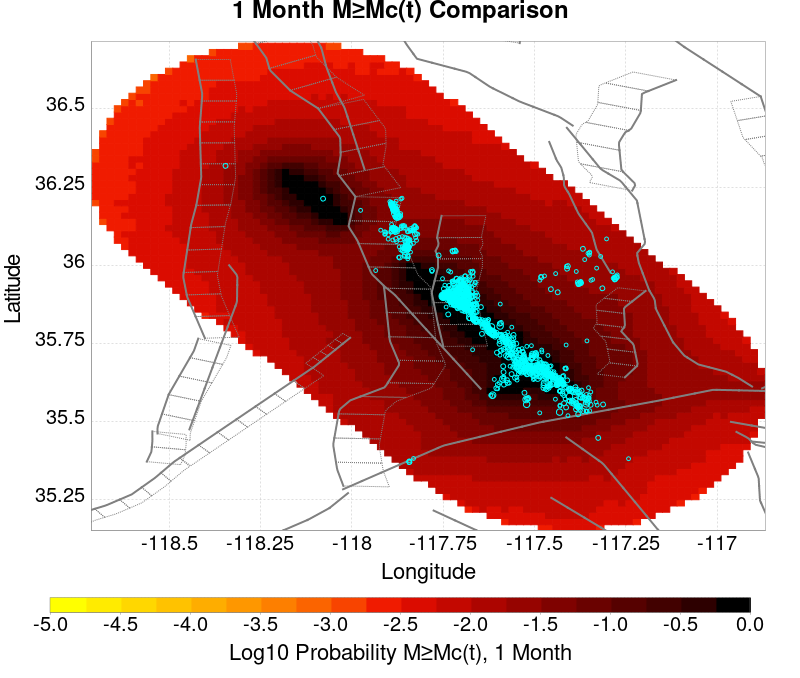 1 Month M≥Mc(t) Comparison
36.5
36.25
36
35.75
35.5
35.25
Latitude
-118.5 -118.25 -118 -117.75 -117.5 -117.25 -117
Longitude
-5.0 -4.5 -4.0 -3.5 -3.0 -2.5 -2.0 -1.5 -1.0 -0.5 0.0
Log10 Probability M≥Mc(t), 1 Month